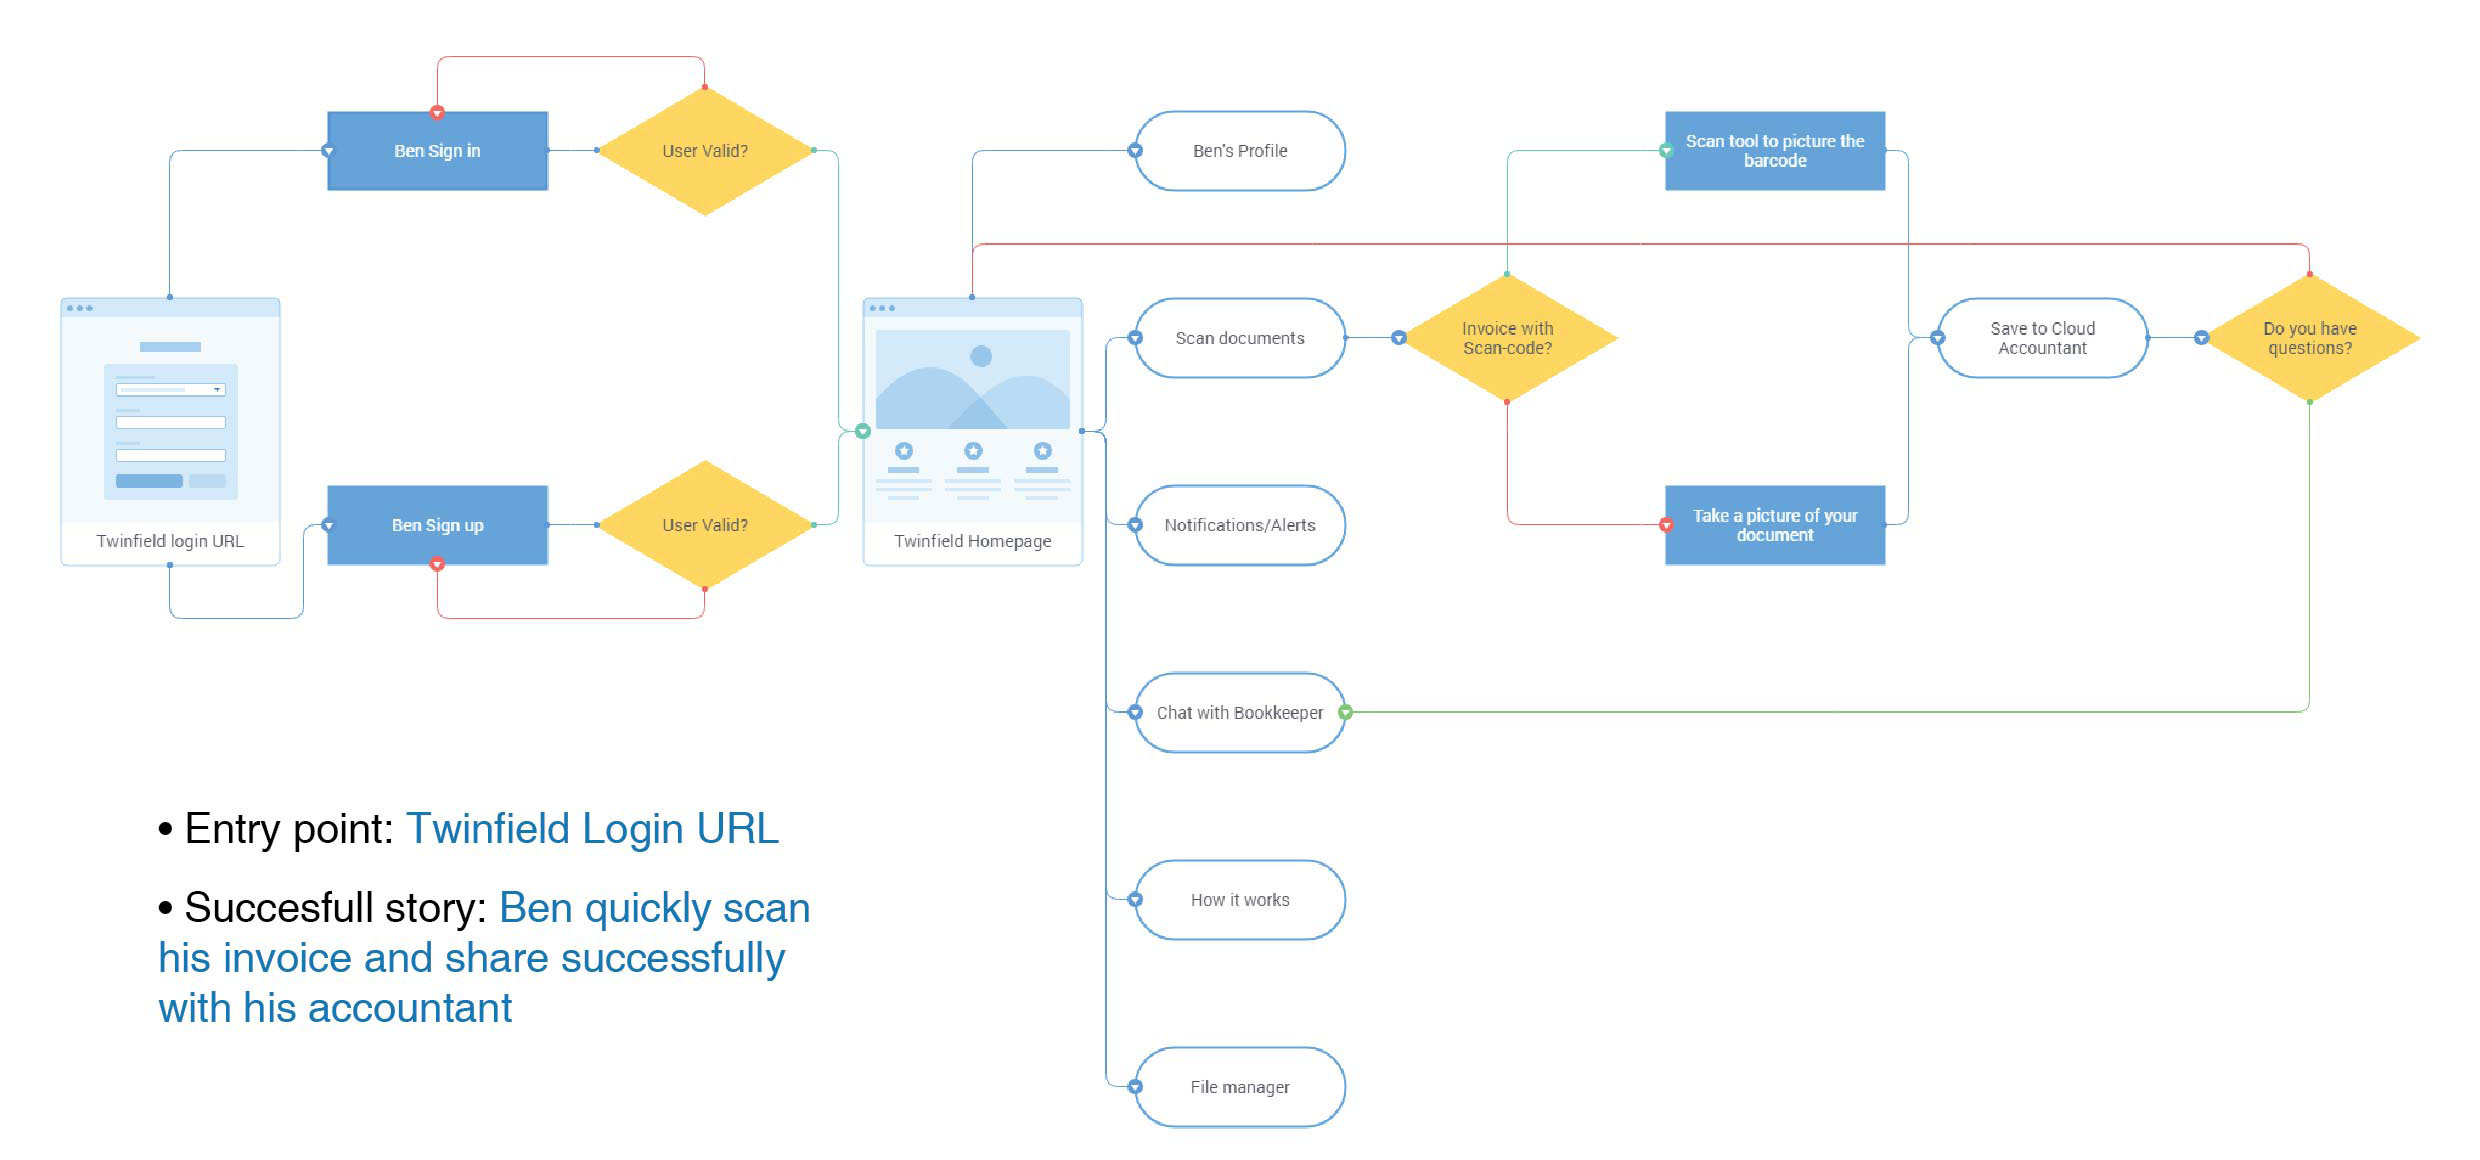 Ben Sign in
User Valid?
Ben's Profile
Scan tool to picture the
barcode
Twinfield login URL
Ben Sign up
User Valid?
Twinfield Homepage
Scan documents
Invoice with
Scan-code?
Save to Cloud
Accountant
Do you have
questions?
Notifications/Alerts
Take a picture of your
document
Chat with Bookkeeper
How it works
File manager
• Entry point: Twinfield Login URL
• Succesfull story: Ben quickly scan
his invoice and share successfully
with his accountant